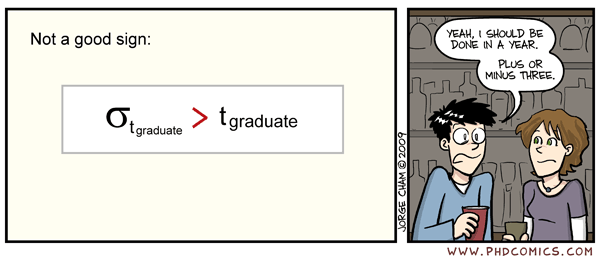 Not a good sign:
σ_{t_{graduate}} > t_{graduate}
YEAH, I SHOULD BE
DONE IN A YEAR.
PLUS OR
MINUS THREE.
JORGE CHAM © 2009
WWW.PHDCOMICS.COM